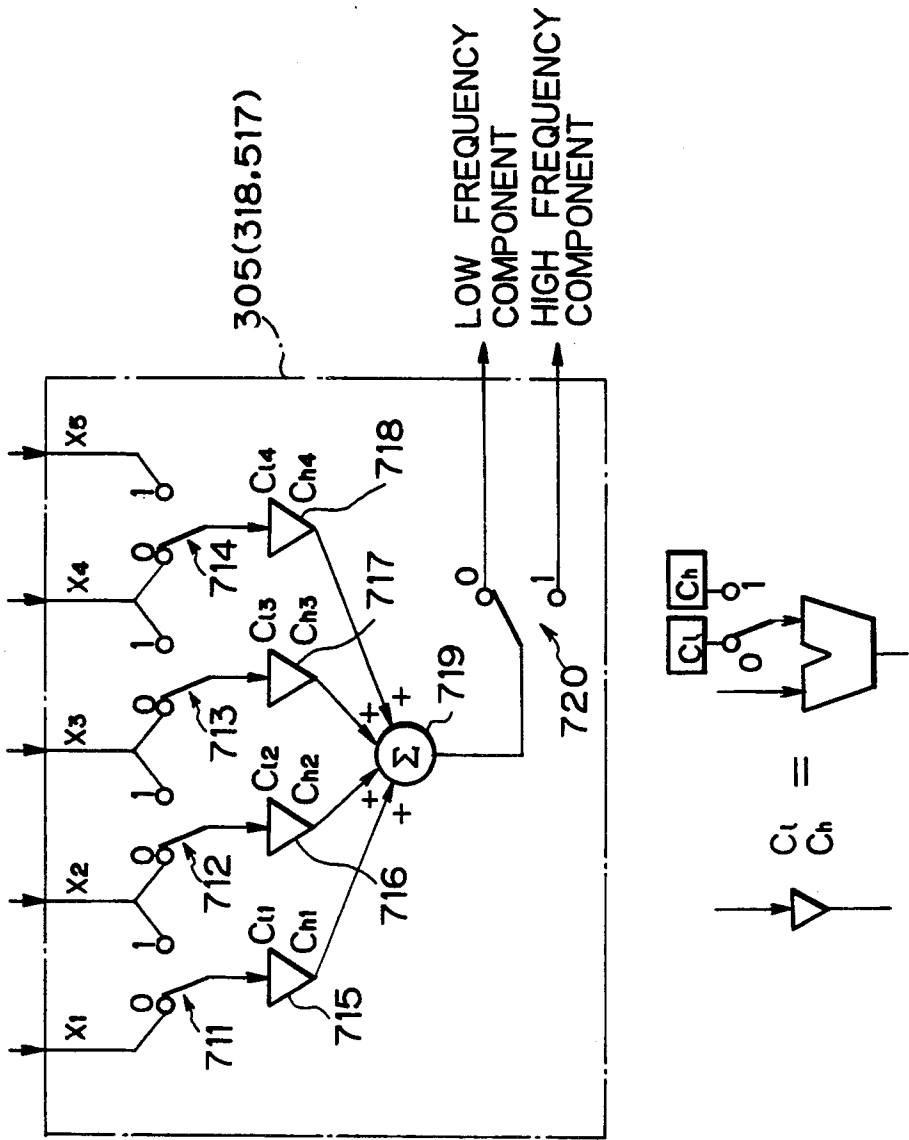 305(318,517)
X1
X2
X3
X4
X5
0
1
0
1
0
1
0
1
711
712
713
714
Cl1
Ch1
Cl2
Ch2
Cl3
Ch3
Cl4
Ch4
715
716
717
718
+
+
+
+
Σ
719
0
1
720
LOW FREQUENCY
COMPONENT
HIGH FREQUENCY
COMPONENT
Cl
Ch
=
Cl
Ch
0
1